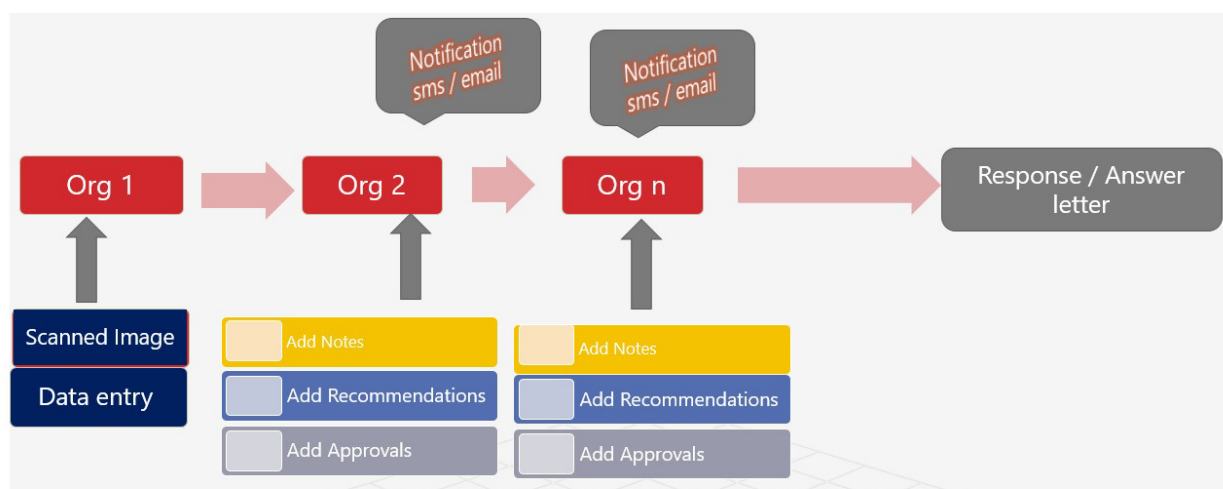 Notification
sms / email
Notification
sms / email
Org 1
Org 2
Org n
Response / Answer
letter
Scanned Image
Data entry
Add Notes
Add Recommendations
Add Approvals
Add Notes
Add Recommendations
Add Approvals